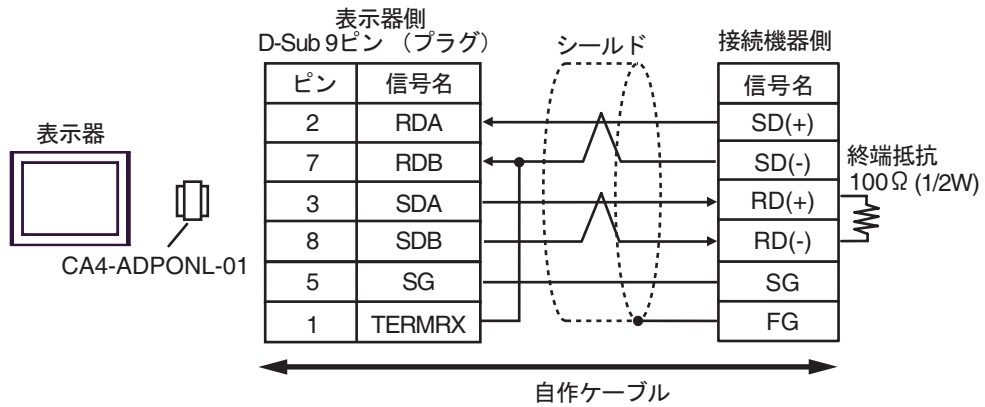 表示器側
D-Sub 9ピン （プラグ）
シールド
接続機器側
ピン 信号名
信号名
2 RDA
SD(+)
7 RDB
SD(-)
3 SDA
RD(+)
8 SDB
RD(-)
5 SG
SG
1 TERMRX
FG
終端抵抗
100Ω (1/2W)
表示器
CA4-ADPONL-01
自作ケーブル